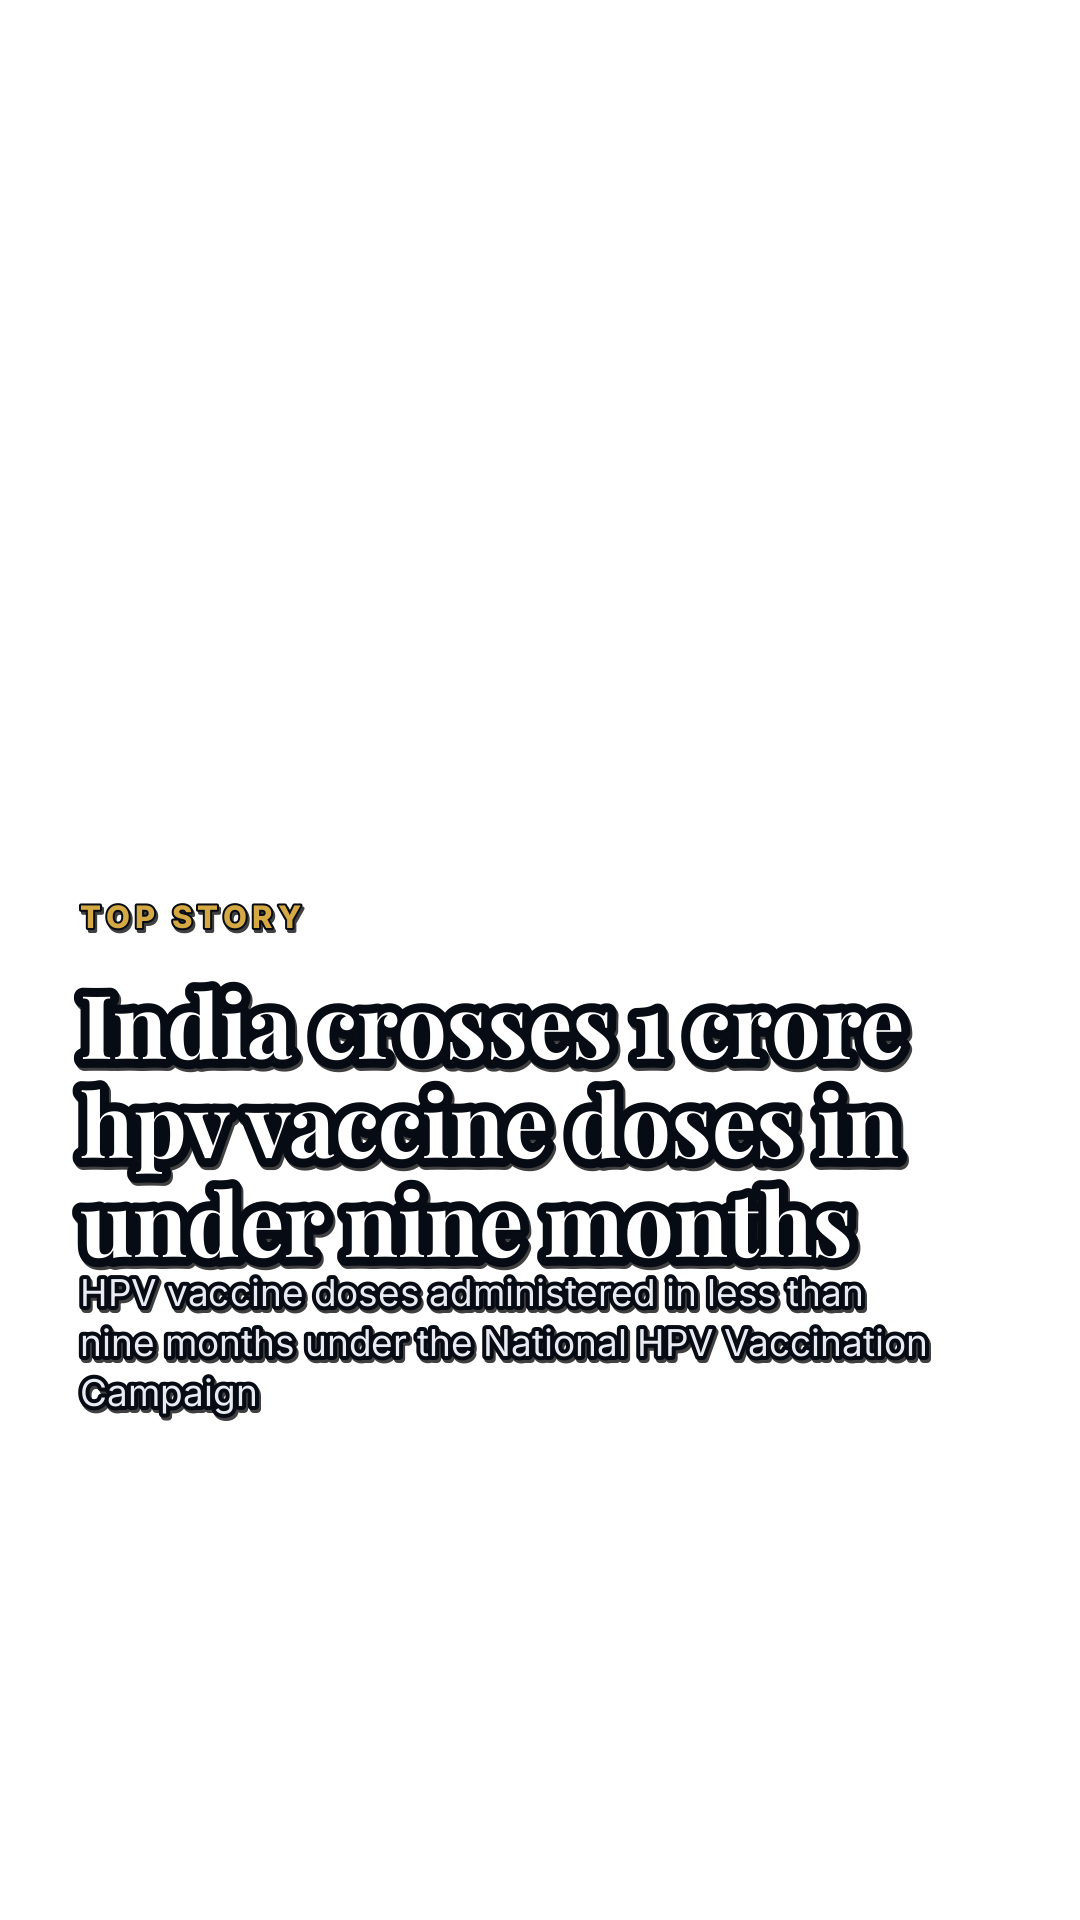 TOP STORY
India crosses 1 crore
hpv vaccine doses in
under nine months
HPV vaccine doses administered in less than
nine months under the National HPV Vaccination
Campaign